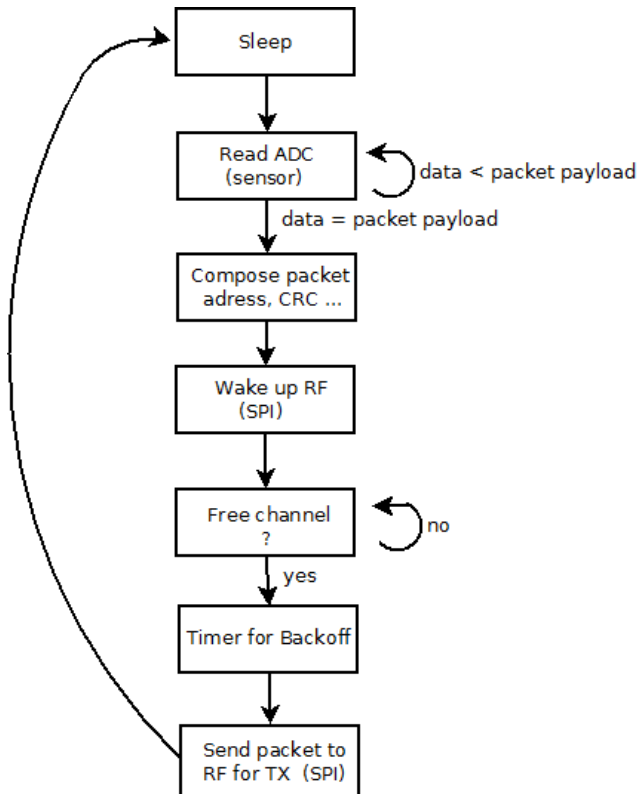 Sleep
Read ADC
(sensor)
data < packet payload
data = packet payload
Compose packet
adress, CRC ...
Wake up RF
(SPI)
Free channel
?
no
yes
Timer for Backoff
Send packet to
RF for TX (SPI)